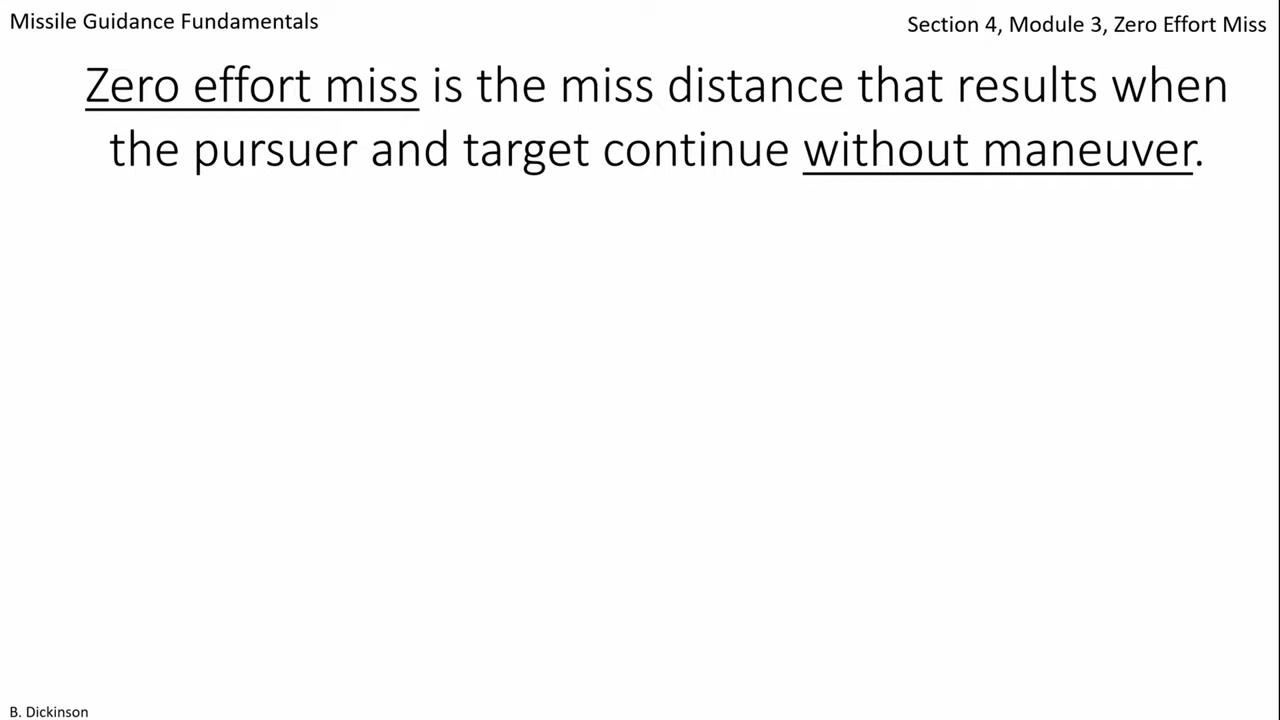 Missile Guidance Fundamentals
Section 4, Module 3, Zero Effort Miss
Zero effort miss is the miss distance that results when
the pursuer and target continue without maneuver.
B. Dickinson